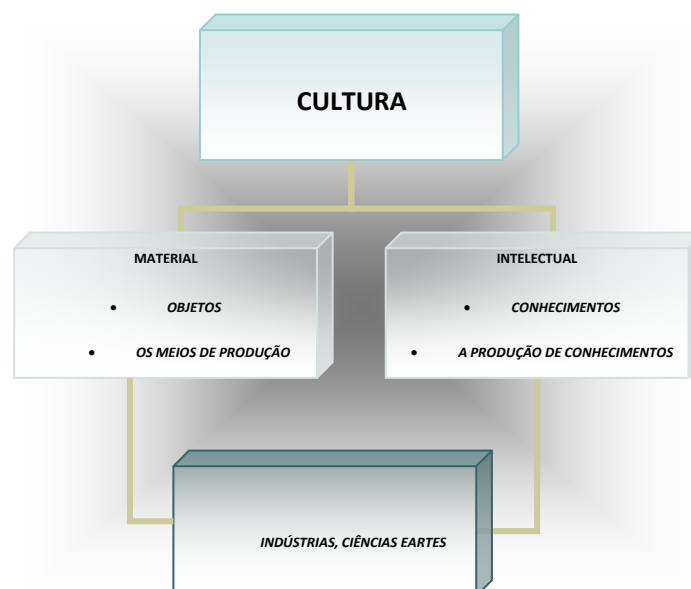 CULTURA
MATERIAL
• OBJETOS
• OS MEIOS DE PRODUÇÃO
INTELECTUAL
• CONHECIMENTOS
• A PRODUÇÃO DE CONHECIMENTOS
INDÚSTRIAS, CIÊNCIAS EARTES